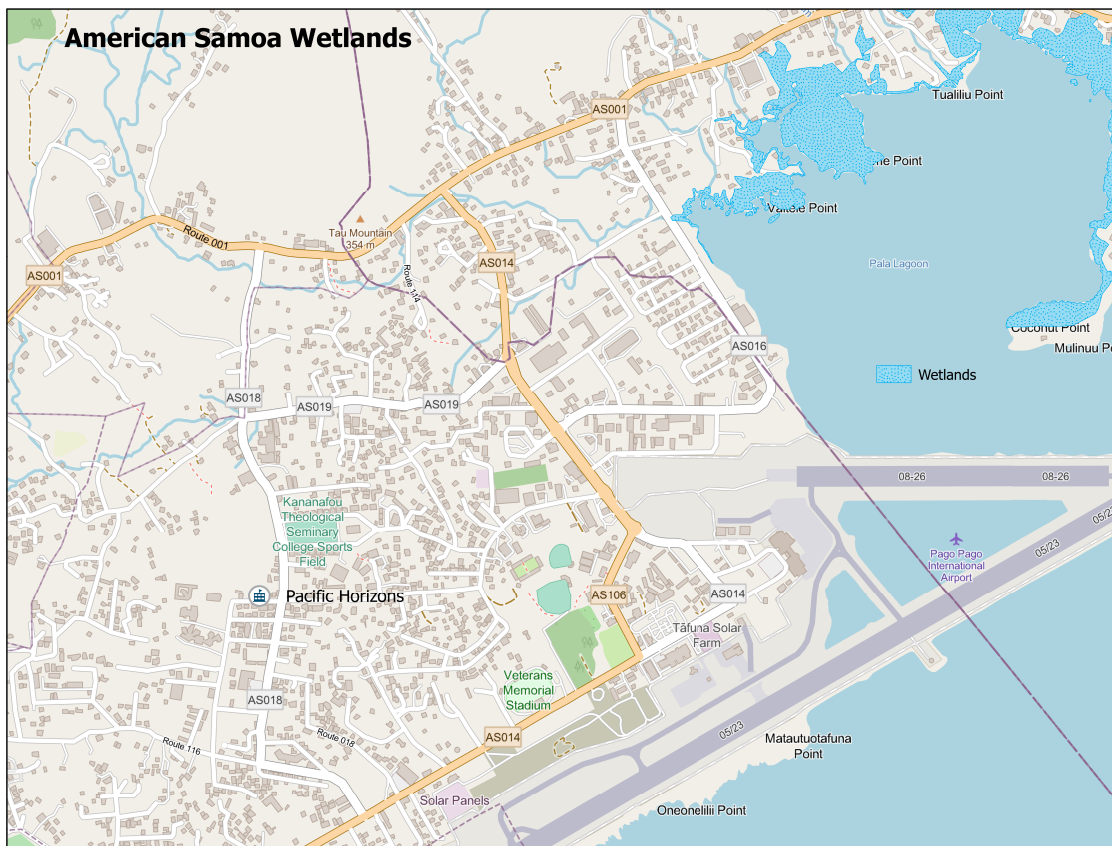 American Samoa Wetlands
Tualiliu Point
AS001
Point
Vaitele Point
Tau Mountain
354 m
Route 001
AS014
Pala Lagoon
Route 114
AS001
Coconut Point
AS016
Mulinuu
Wetlands
AS018
AS019
AS019
08-26
08-26
Kananafou
Theological
Seminary
College Sports
Field
05/23
05/23
Pago Pago
International
Airport
Pacific Horizons
AS106
AS014
Tāfuna Solar
Farm
Veterans
Memorial
Stadium
AS018
05/23
AS014
Matautuotafuna
Point
Route 116
Route 018
Solar Panels
Oneonelilii Point